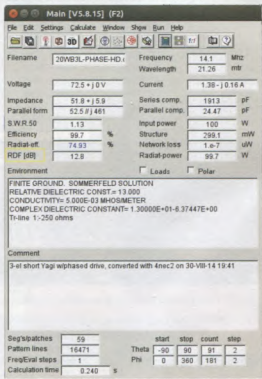 Main [V5.8.15] (F2)
File Edit Settings Calculate Window Show Run Help
Filename 20WB3L-PHASE-HD.( Frequency 14.1 Mhz
Wavelength 21.26 mtr
Voltage 72.5 + j 0 V Current 1.38 - j 0.16 A
Impedance 51.8 + j 5.9 Series comp. 1913 pF
Parallel form 52.5 // j 461 Parallel comp. 24.47 pF
S.W.R.50 1.13 Input power 100 W
Efficiency 99.7 % Structure 299.1 mW
Radiat-eff. 74.93 % Network loss 1.e-7 uW
RDF [dB] 12.8 Radiat-power 99.7 W
Environment Loads Polar
FINITE GROUND. SOMMERFELD SOLUTION
RELATIVE DIELECTRIC CONST.= 13.000
CONDUCTIVITY= 5.000E-03 MHOS/METER
COMPLEX DIELECTRIC CONSTANT= 1.30000E+01-6.37447E+00
Tr-line 1:-250 ohms
Comment
3-el short Yagi w/phased drive, converted with 4nec2 on 30-VIII-14 19:41
Seg's/patches 59 start stop count step
Pattern lines 16471 Theta -90 90 91 2
Freq/Eval steps 1 Phi 0 360 181 2
Calculation time 0.240 s